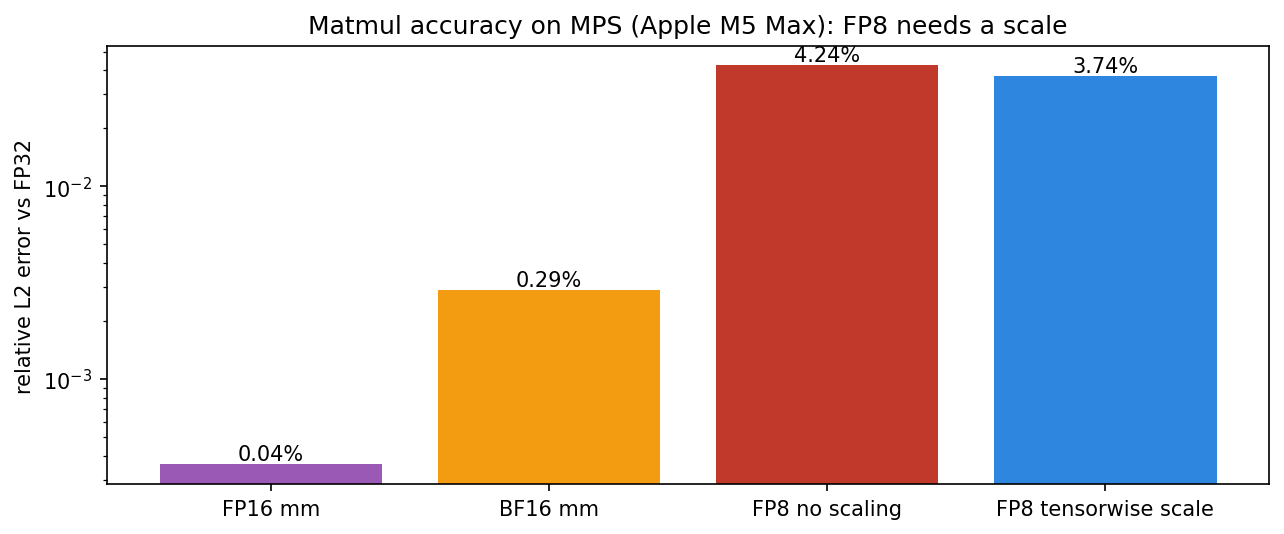 Matmul accuracy on MPS (Apple M5 Max): FP8 needs a scale
4.24%
3.74%
relative L2 error vs FP32
10⁻²
0.29%
10⁻³
0.04%
FP16 mm
BF16 mm
FP8 no scaling
FP8 tensorwise scale